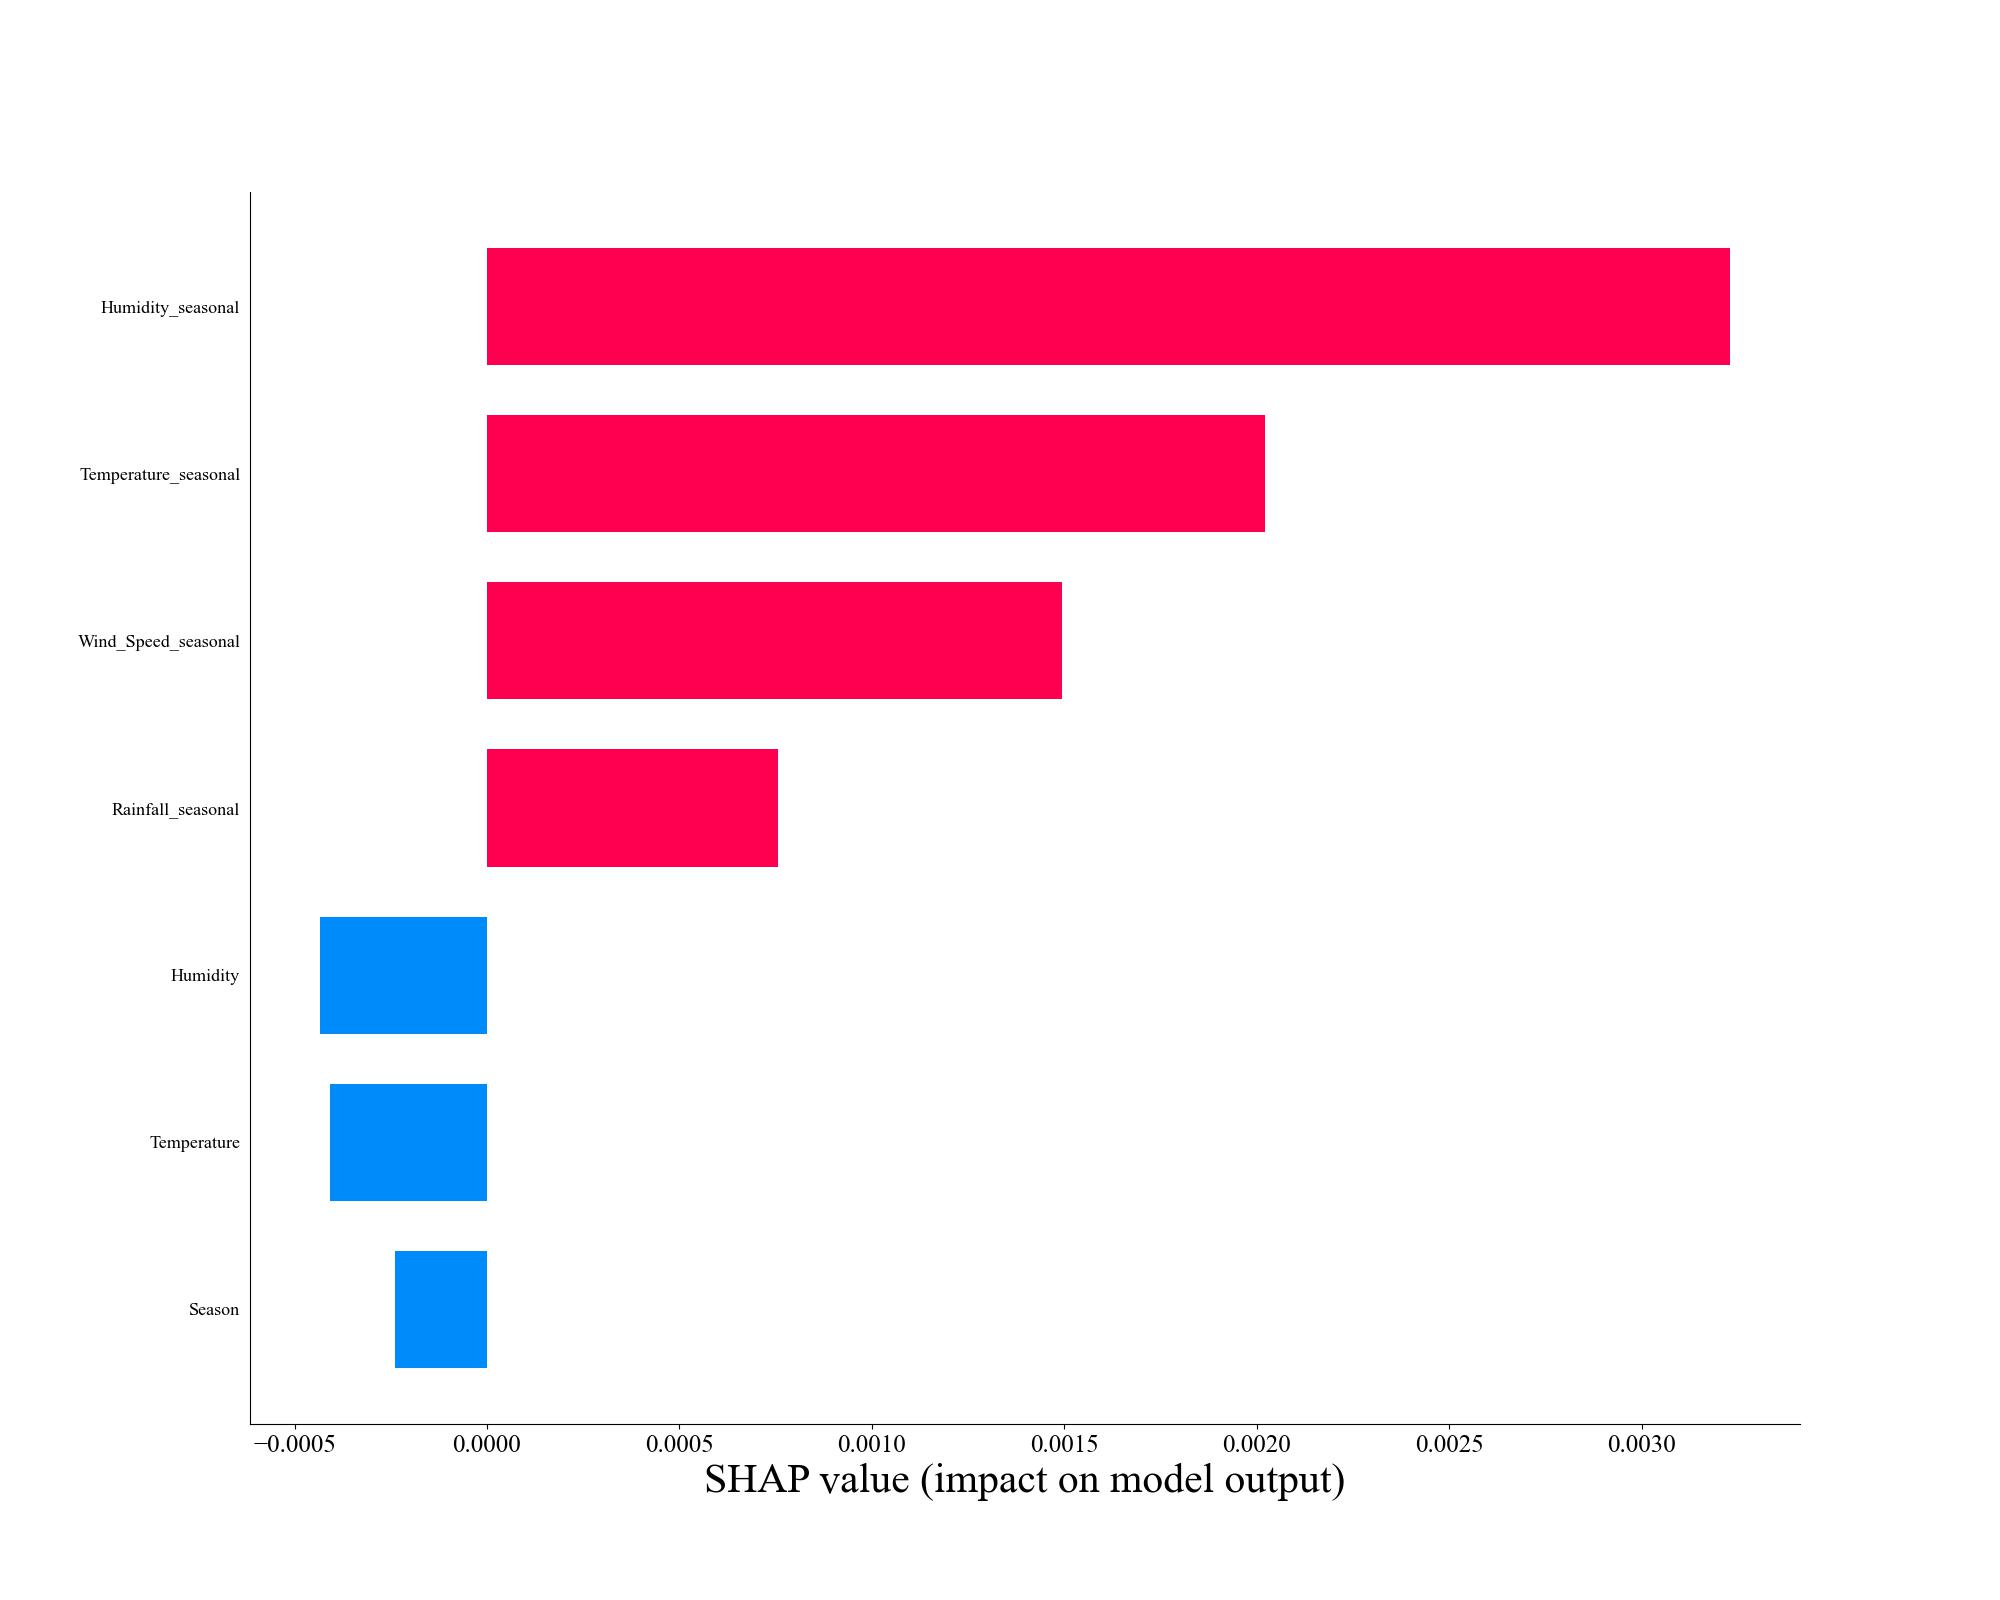 Humidity_seasonal
Temperature_seasonal
Wind_Speed_seasonal
Rainfall_seasonal
Humidity
Temperature
Season
−0.0005 0.0000 0.0005 0.0010 0.0015 0.0020 0.0025 0.0030
SHAP value (impact on model output)